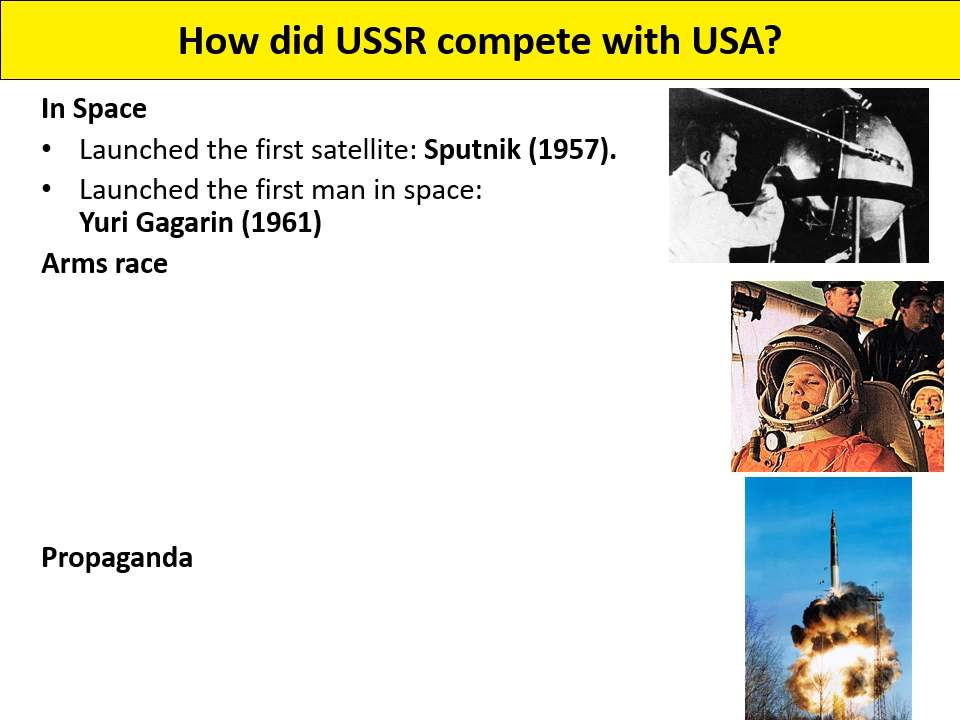 How did USSR compete with USA?
In Space
• Launched the first satellite: Sputnik (1957).
• Launched the first man in space:
Yuri Gagarin (1961)
Arms race
Propaganda